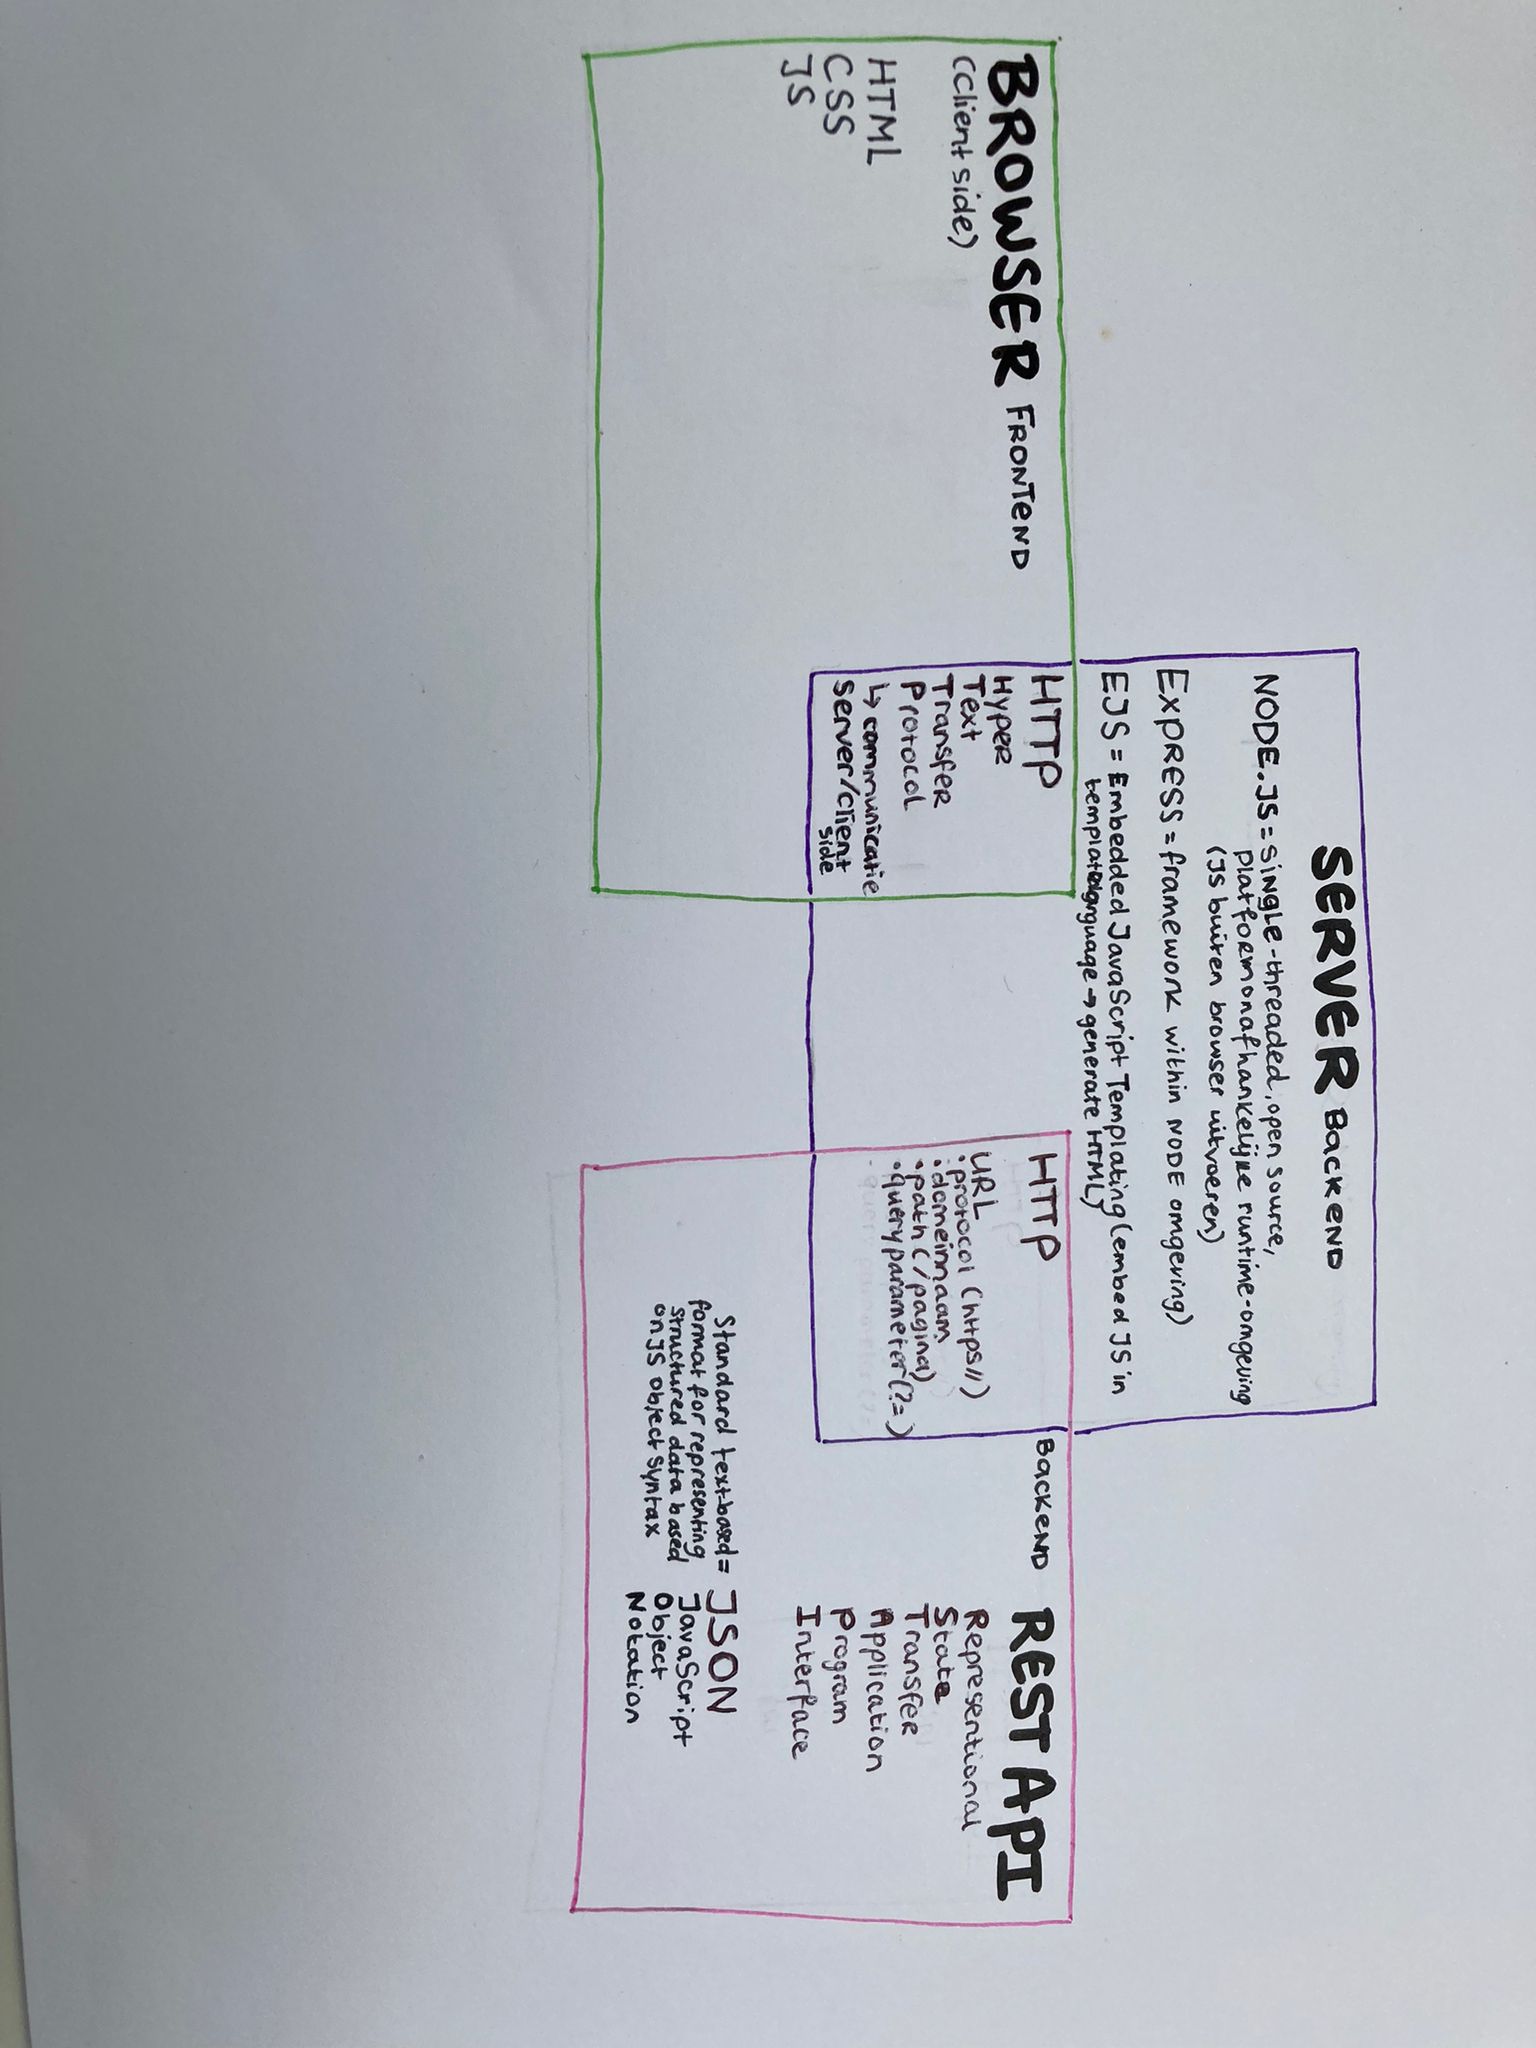 SERVER BACKEND
NODE.JS = single-threaded, open source,
platformonafhankelijke runtime-omgeving
(JS buiten browser uitvoeren)
EXPRESS = framework within NODE omgeving)
EJS = Embedded JavaScript Templating (embed JS in
language → generate HTML)
BROWSER FRONTEND
(Client side)
HTML
CSS
JS
HTTP
Hyper
Text
Transfer
Protocol
↳ communicatie
server/client
side
HTTP
URL
• protocol (https//)
• domeinnaam
• path (/pagina)
• queryparameter (?= )
BACKEND REST API
Representional
State
Transfer
Application
Program
Interface
Standard text-based = JSON
format for representing
structured data based
on JS object syntax
JavaScript
Object
Notation